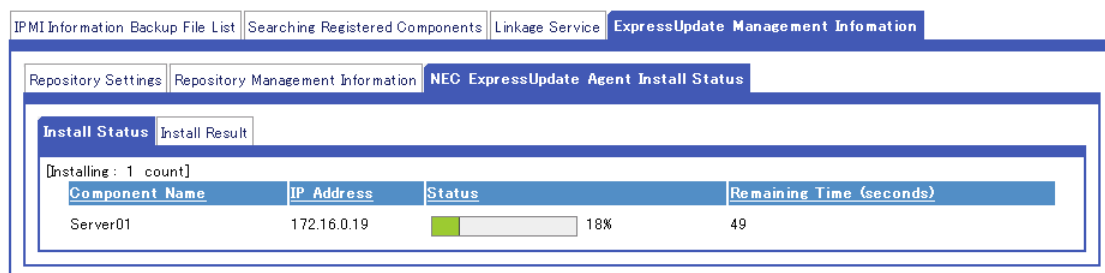 IPMI Information Backup File List Searching Registered Components Linkage Service ExpressUpdate Management Infomation
Repository Settings Repository Management Information NEC ExpressUpdate Agent Install Status
Install Status Install Result
[Installing : 1 count]
Component Name IP Address Status Remaining Time (seconds)
Server01 172.16.0.19 18% 49